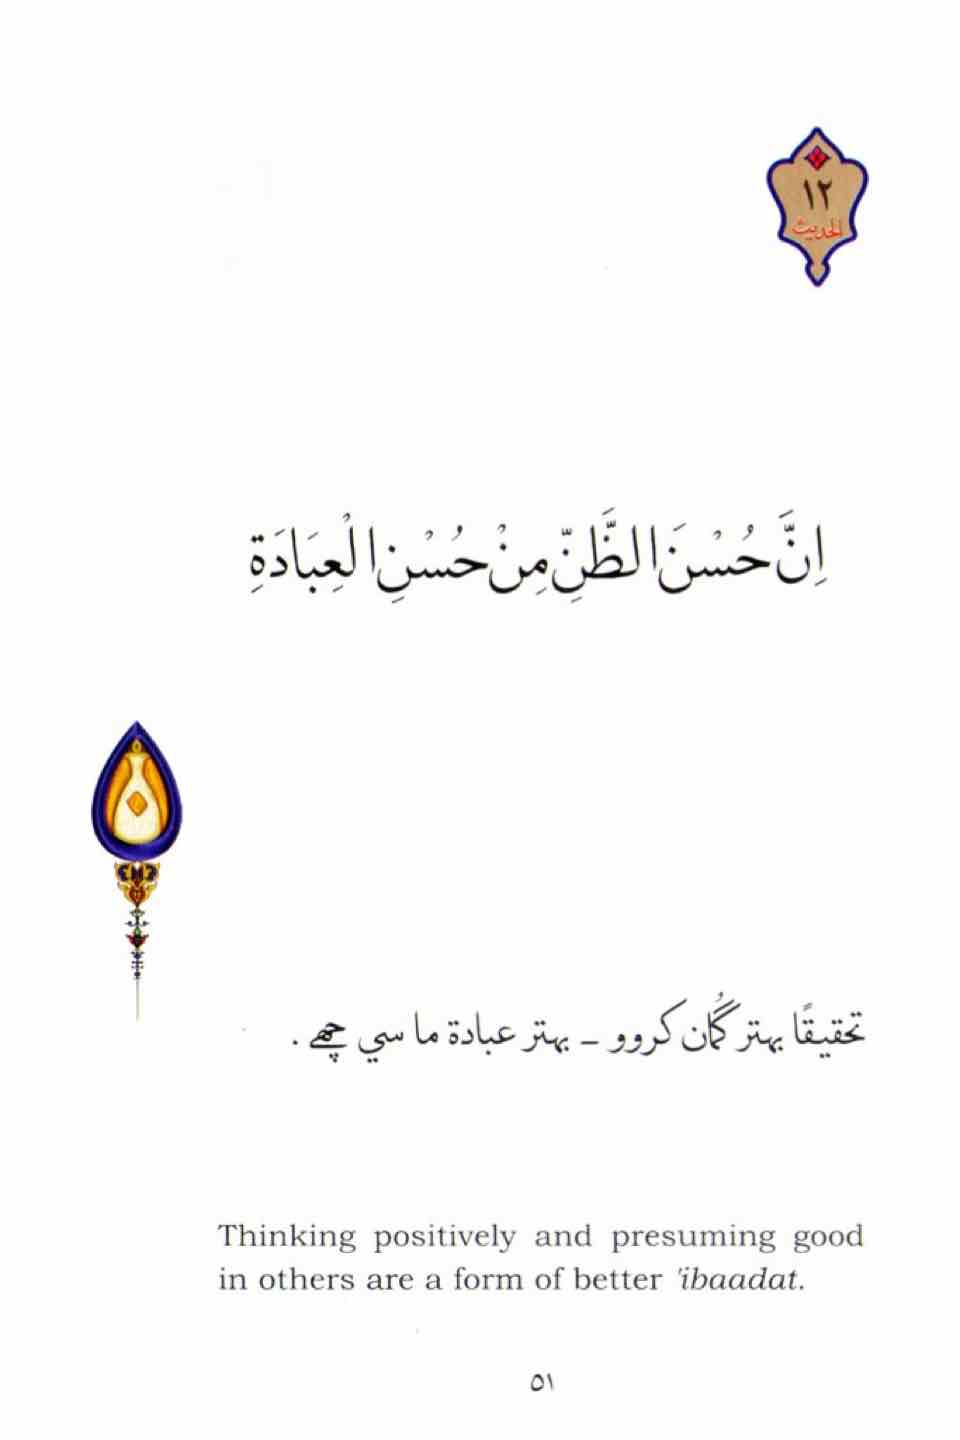 ١٢
الحديث
اِنَّ حُسْنَ الظَّنِّ مِنْ حُسْنِ الْعِبَادَةِ
تحقيقًا بهتر گُمان كروو ـ بهتر عبادة ما سي چھے .
Thinking positively and presuming good
in others are a form of better 'ibaadat.
٥١